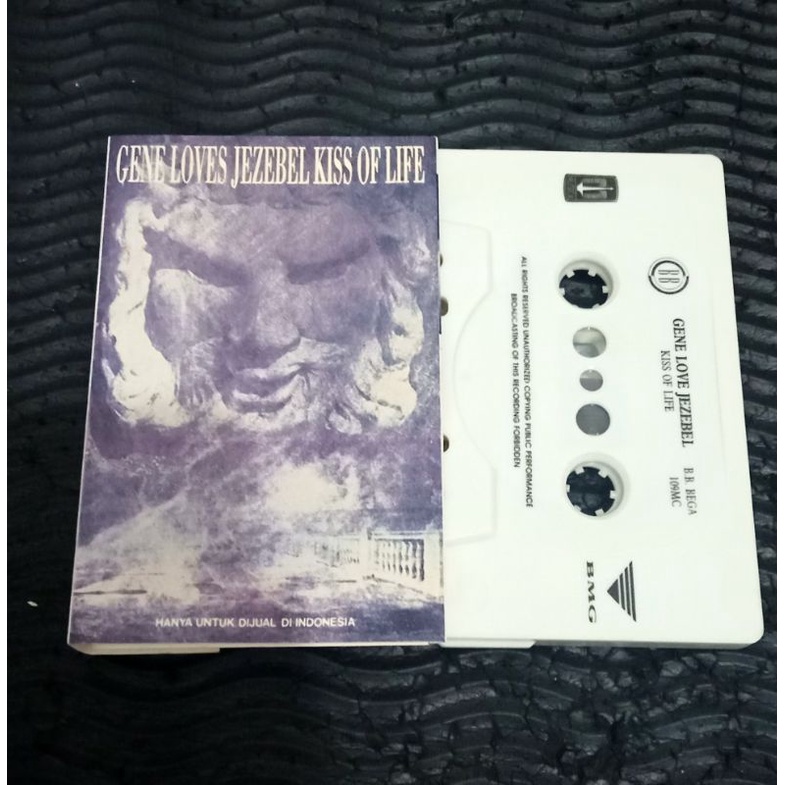 GENE LOVES JEZEBEL KISS OF LIFE
HANYA UNTUK DIJUAL DI INDONESIA
BB
GENE LOVE JEZEBEL
KISS OF LIFE
B.B. BEGA
109MC
ALL RIGHTS RESERVED UNAUTHORIZED COPYING PUBLIC PERFORMANCE
BROADCASTING OF THIS RECORDING FORBIDDEN
BMG